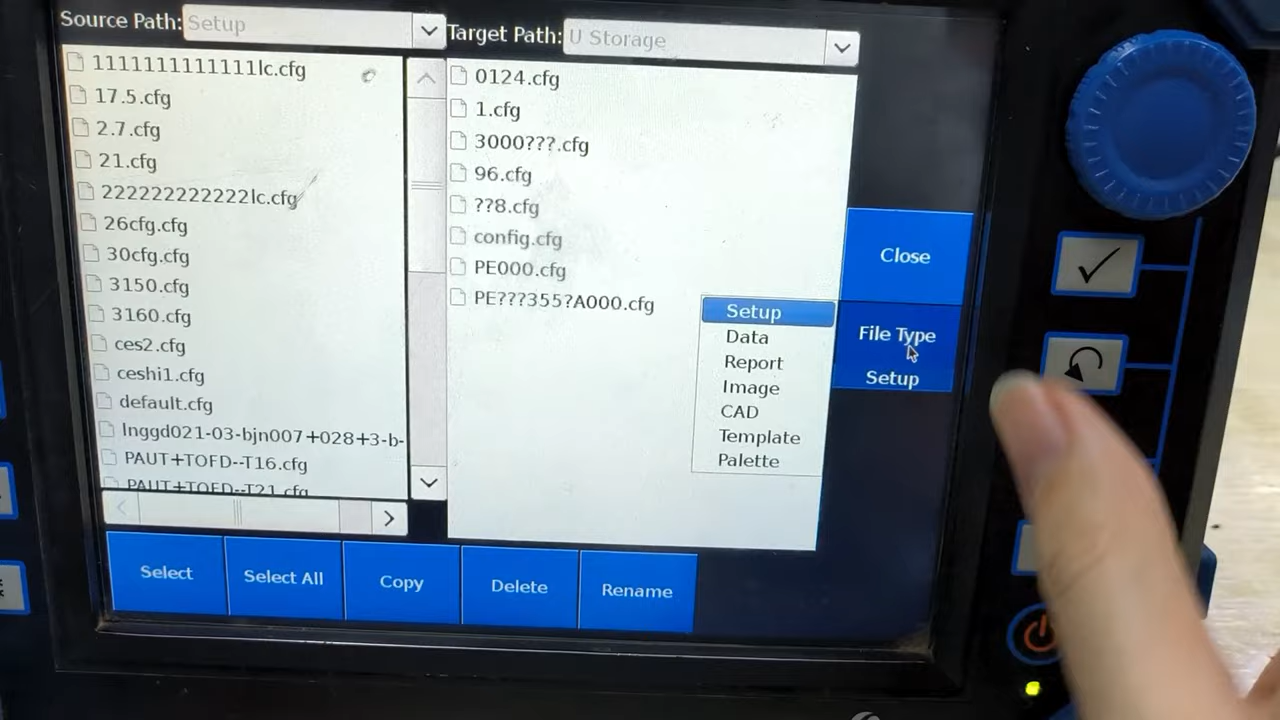 Source Path: Setup
1111111111111lc.cfg
17.5.cfg
2.7.cfg
21.cfg
222222222222lc.cfg
26cfg.cfg
30cfg.cfg
3150.cfg
3160.cfg
ces2.cfg
ceshi1.cfg
default.cfg
lnggd021-03-bjn007+028+3-b-
PAUT+TOFD--T16.cfg
PAUT+TOFD--T21.cfg
Target Path: U Storage
0124.cfg
1.cfg
3000???.cfg
96.cfg
??8.cfg
config.cfg
PE000.cfg
PE???355?A000.cfg
Setup
Data
Report
Image
CAD
Template
Palette
Close
File Type
Setup
Select
Select All
Copy
Delete
Rename